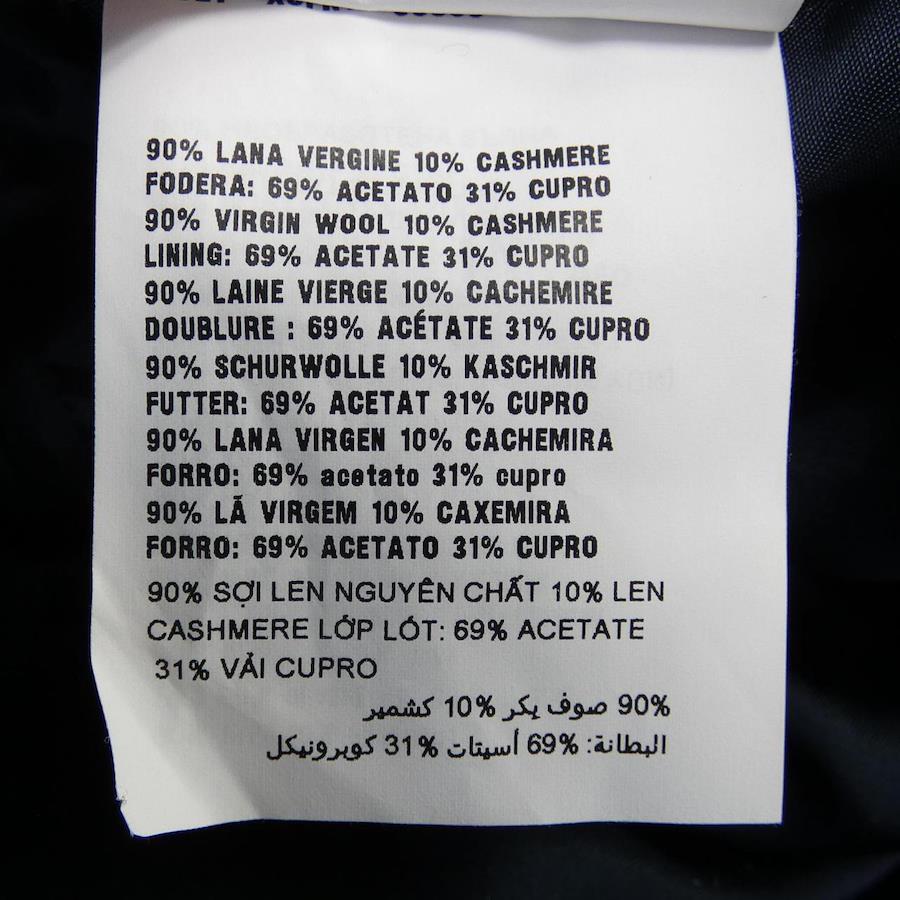 90% LANA VERGINE 10% CASHMERE
FODERA: 69% ACETATO 31% CUPRO
90% VIRGIN WOOL 10% CASHMERE
LINING: 69% ACETATE 31% CUPRO
90% LAINE VIERGE 10% CACHEMIRE
DOUBLURE : 69% ACÉTATE 31% CUPRO
90% SCHURWOLLE 10% KASCHMIR
FUTTER: 69% ACETAT 31% CUPRO
90% LANA VIRGEN 10% CACHEMIRA
FORRO: 69% acetato 31% cupro
90% LÃ VIRGEM 10% CAXEMIRA
FORRO: 69% ACETATO 31% CUPRO
90% SỢI LEN NGUYÊN CHẤT 10% LEN
CASHMERE LỚP LÓT: 69% ACETATE
31% VẢI CUPRO
90% صوف يكر %10 كشمير
البطانة: %69 أسيتات %31 كوبرونيكل